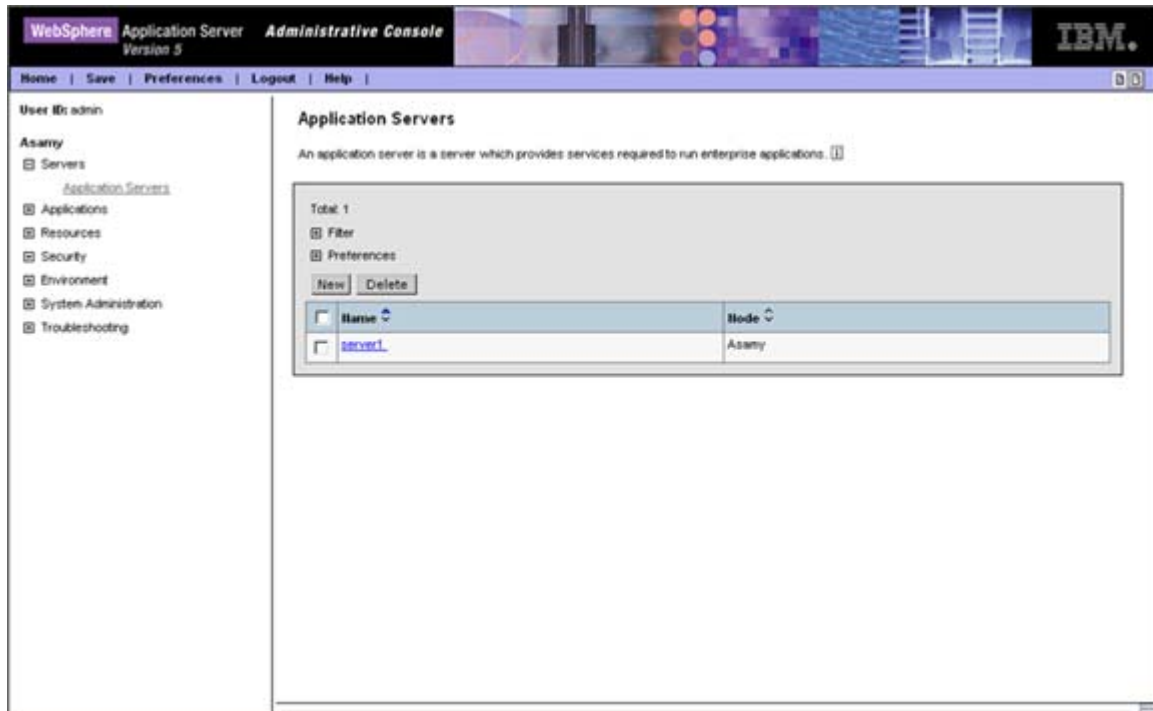 WebSphere Application Server Administrative Console
Version 5
IBM.
Home | Save | Preferences | Logout | Help |
User ID: admin
Asamy
Servers
Application Servers
Applications
Resources
Security
Environment
System Administration
Troubleshooting
Application Servers
An application server is a server which provides services required to run enterprise applications. [i]
Total: 1
Filter
Preferences
New Delete
Name Node
server1 Asamy